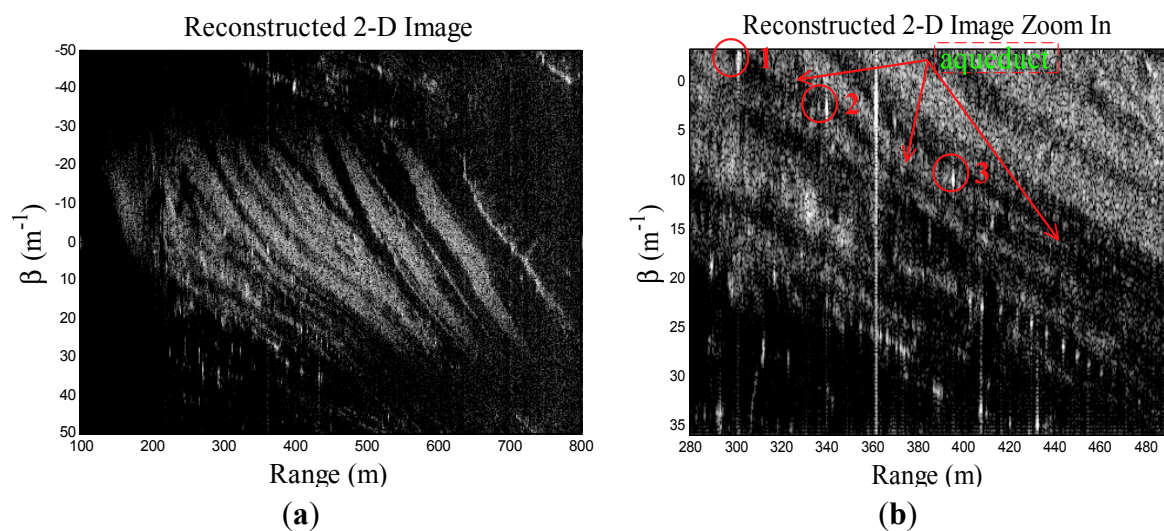 Reconstructed 2-D Image
-50
-40
-30
-20
-10
0
10
20
30
40
50
β (m⁻¹)
100 200 300 400 500 600 700 800
Range (m)
(a)
Reconstructed 2-D Image Zoom In
aqueduct
1
2
3
0
5
10
15
20
25
30
35
β (m⁻¹)
280 300 320 340 360 380 400 420 440 460 480
Range (m)
(b)